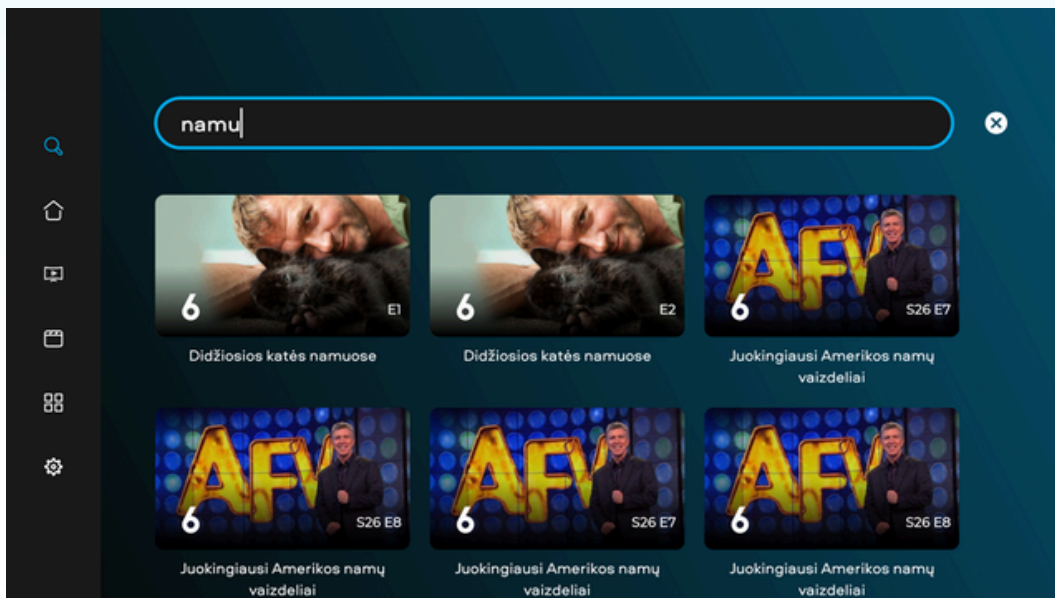 namu
6 E1
6 E2
AFV
6 S26 E7
Didžiosios katės namuose
Didžiosios katės namuose
Juokingiausi Amerikos namų
vaizdeliai
AFV
6 S26 E8
AFV
6 S26 E7
AFV
6 S26 E8
Juokingiausi Amerikos namų
vaizdeliai
Juokingiausi Amerikos namų
vaizdeliai
Juokingiausi Amerikos namų
vaizdeliai